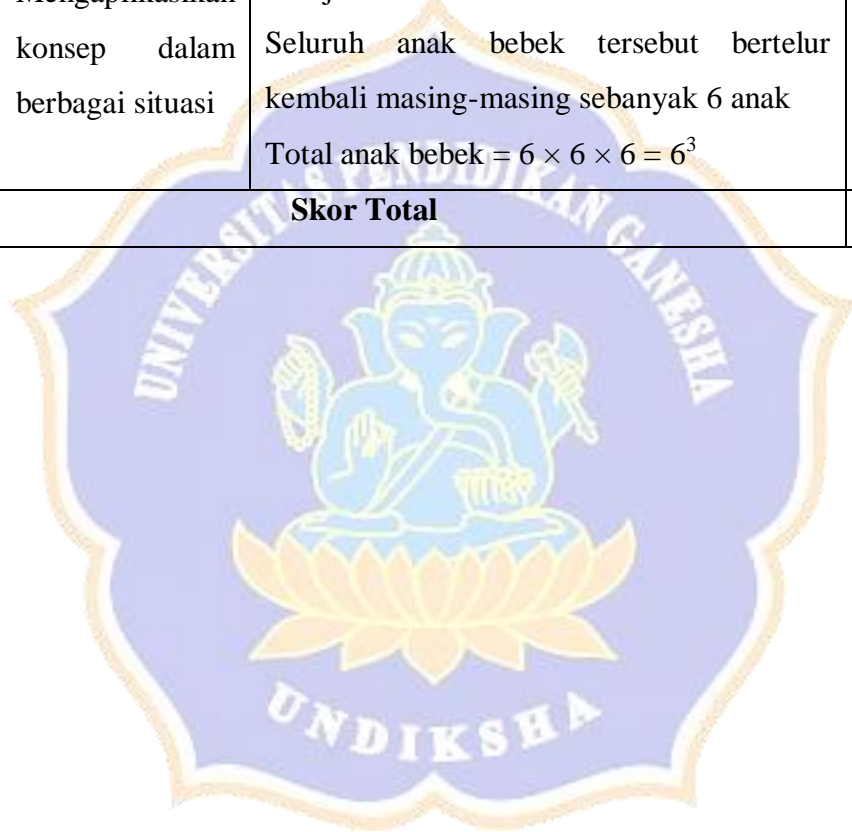 Mengaplikasikan
konsep dalam
berbagai situasi
Seluruh anak bebek tersebut bertelur
kembali masing-masing sebanyak 6 anak
Total anak bebek = 6 × 6 × 6 = 6³
Skor Total
UNIVERSITAS PENDIDIKAN GANESHA
UNDIKSHA